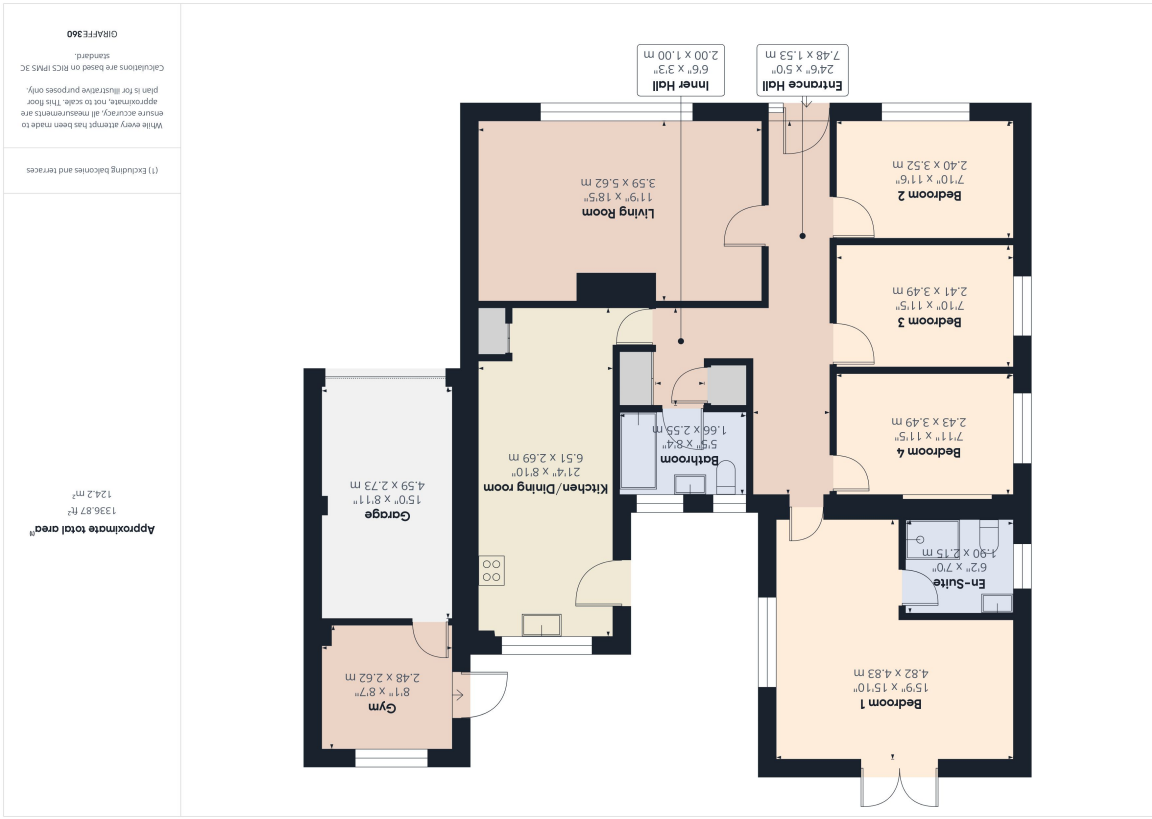 Bedroom 1
15'9" x 15'10"
4.82 x 4.83 m
Gym
8'1" x 8'7"
2.48 x 2.62 m
En-Suite
6'2" x 7'0"
1.90 x 2.15 m
Bathroom
5'5" x 8'4"
1.66 x 2.55 m
Kitchen/Dining room
21'4" x 8'10"
6.51 x 2.69 m
Garage
15'0" x 8'11"
4.59 x 2.73 m
Bedroom 4
7'11" x 11'5"
2.43 x 3.49 m
Bedroom 3
7'10" x 11'5"
2.41 x 3.49 m
Bedroom 2
7'10" x 11'6"
2.40 x 3.52 m
Living Room
11'9" x 18'5"
3.59 x 5.62 m
Entrance Hall
24'6" x 5'0"
7.48 x 1.53 m
Inner Hall
6'6" x 3'3"
2.00 x 1.00 m
Approximate total area(1)
1336.87 ft²
124.2 m²
(1) Excluding balconies and terraces
While every attempt has been made to
ensure accuracy, all measurements are
approximate, not to scale. This floor
plan is for illustrative purposes only.
Calculations are based on RICS IPMS 3C
standard.
GIRAFFE360